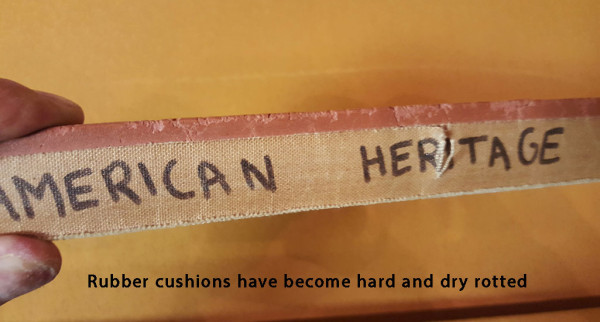 AMERICAN HERITAGE
Rubber cushions have become hard and dry rotted